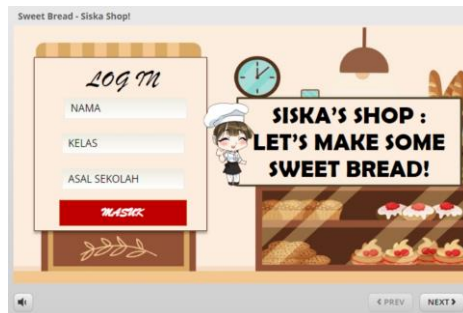 Sweet Bread - Siska Shop!
LOG IN
NAMA
KELAS
ASAL SEKOLAH
MASUK
SISKA'S SHOP :
LET'S MAKE SOME
SWEET BREAD!
PREV
NEXT